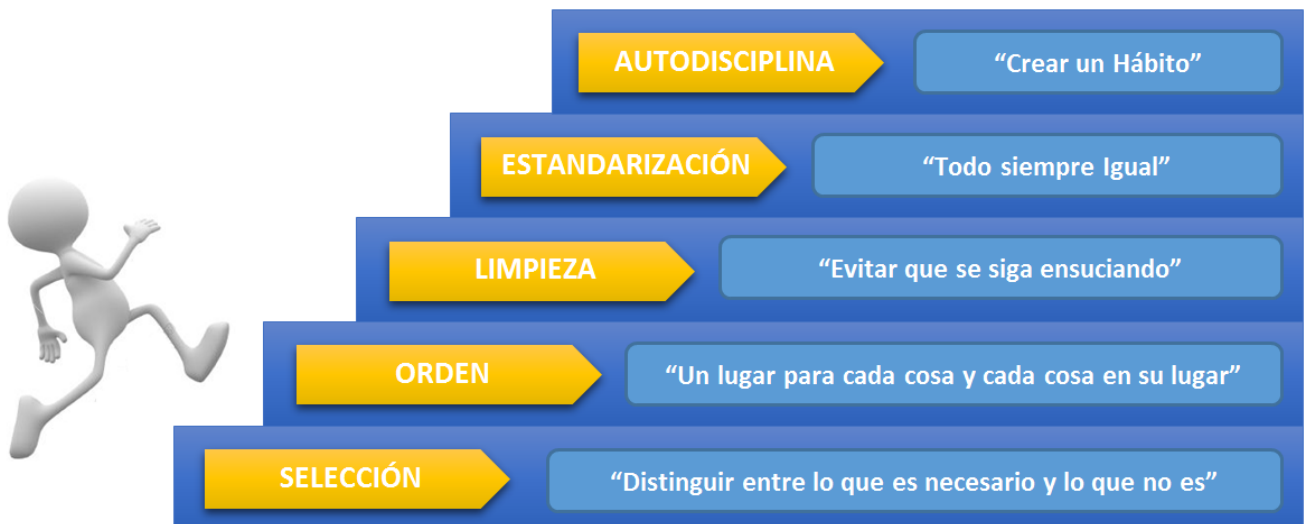 AUTODISCIPLINA
“Crear un Hábito”
ESTANDARIZACIÓN
“Todo siempre Igual”
LIMPIEZA
“Evitar que se siga ensuciando”
ORDEN
“Un lugar para cada cosa y cada cosa en su lugar”
SELECCIÓN
“Distinguir entre lo que es necesario y lo que no es”